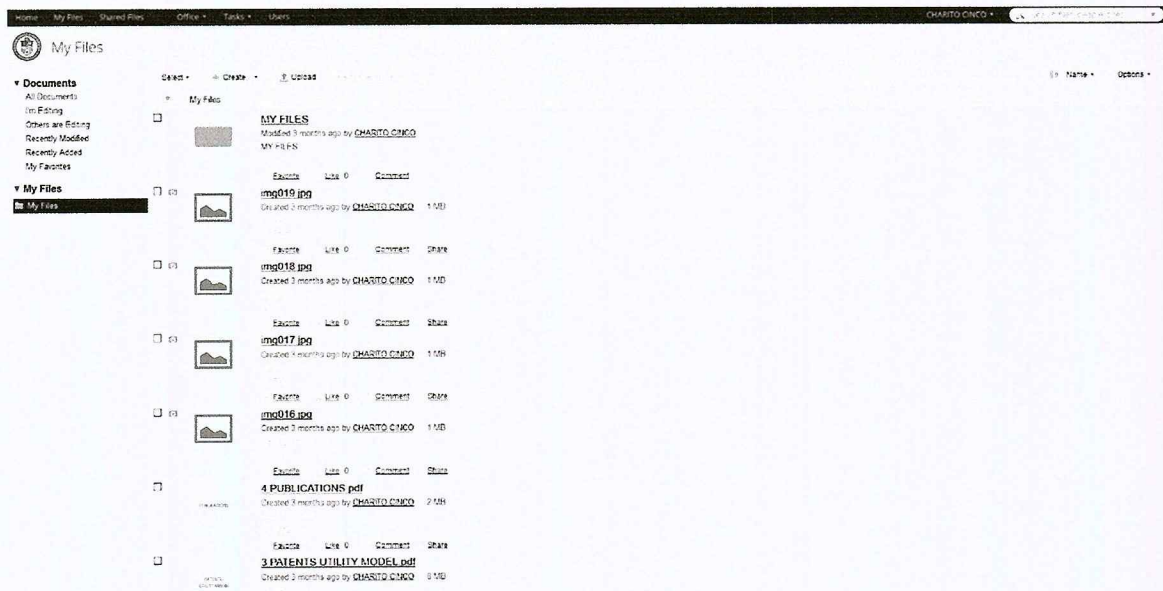 Home My Files Shared Files Office Tasks Users CHARITO CINCO
My Files
Documents
All Documents
I'm Editing
Others are Editing
Recently Modified
Recently Added
My Favorites
My Files
My Files
Select Create Upload Name Options
My Files
MY FILES
Modified 3 months ago by CHARITO CINCO
MY FILES
Favorite Like 0 Comment
img019.jpg
Created 3 months ago by CHARITO CINCO 1 MB
Favorite Like 0 Comment Share
img018.jpg
Created 3 months ago by CHARITO CINCO 1 MB
Favorite Like 0 Comment Share
img017.jpg
Created 3 months ago by CHARITO CINCO 1 MB
Favorite Like 0 Comment Share
img016.jpg
Created 3 months ago by CHARITO CINCO 1 MB
Favorite Like 0 Comment Share
4 PUBLICATIONS.pdf
Created 3 months ago by CHARITO CINCO 2 MB
Favorite Like 0 Comment Share
3 PATENTS UTILITY MODEL.pdf
Created 3 months ago by CHARITO CINCO 8 MB